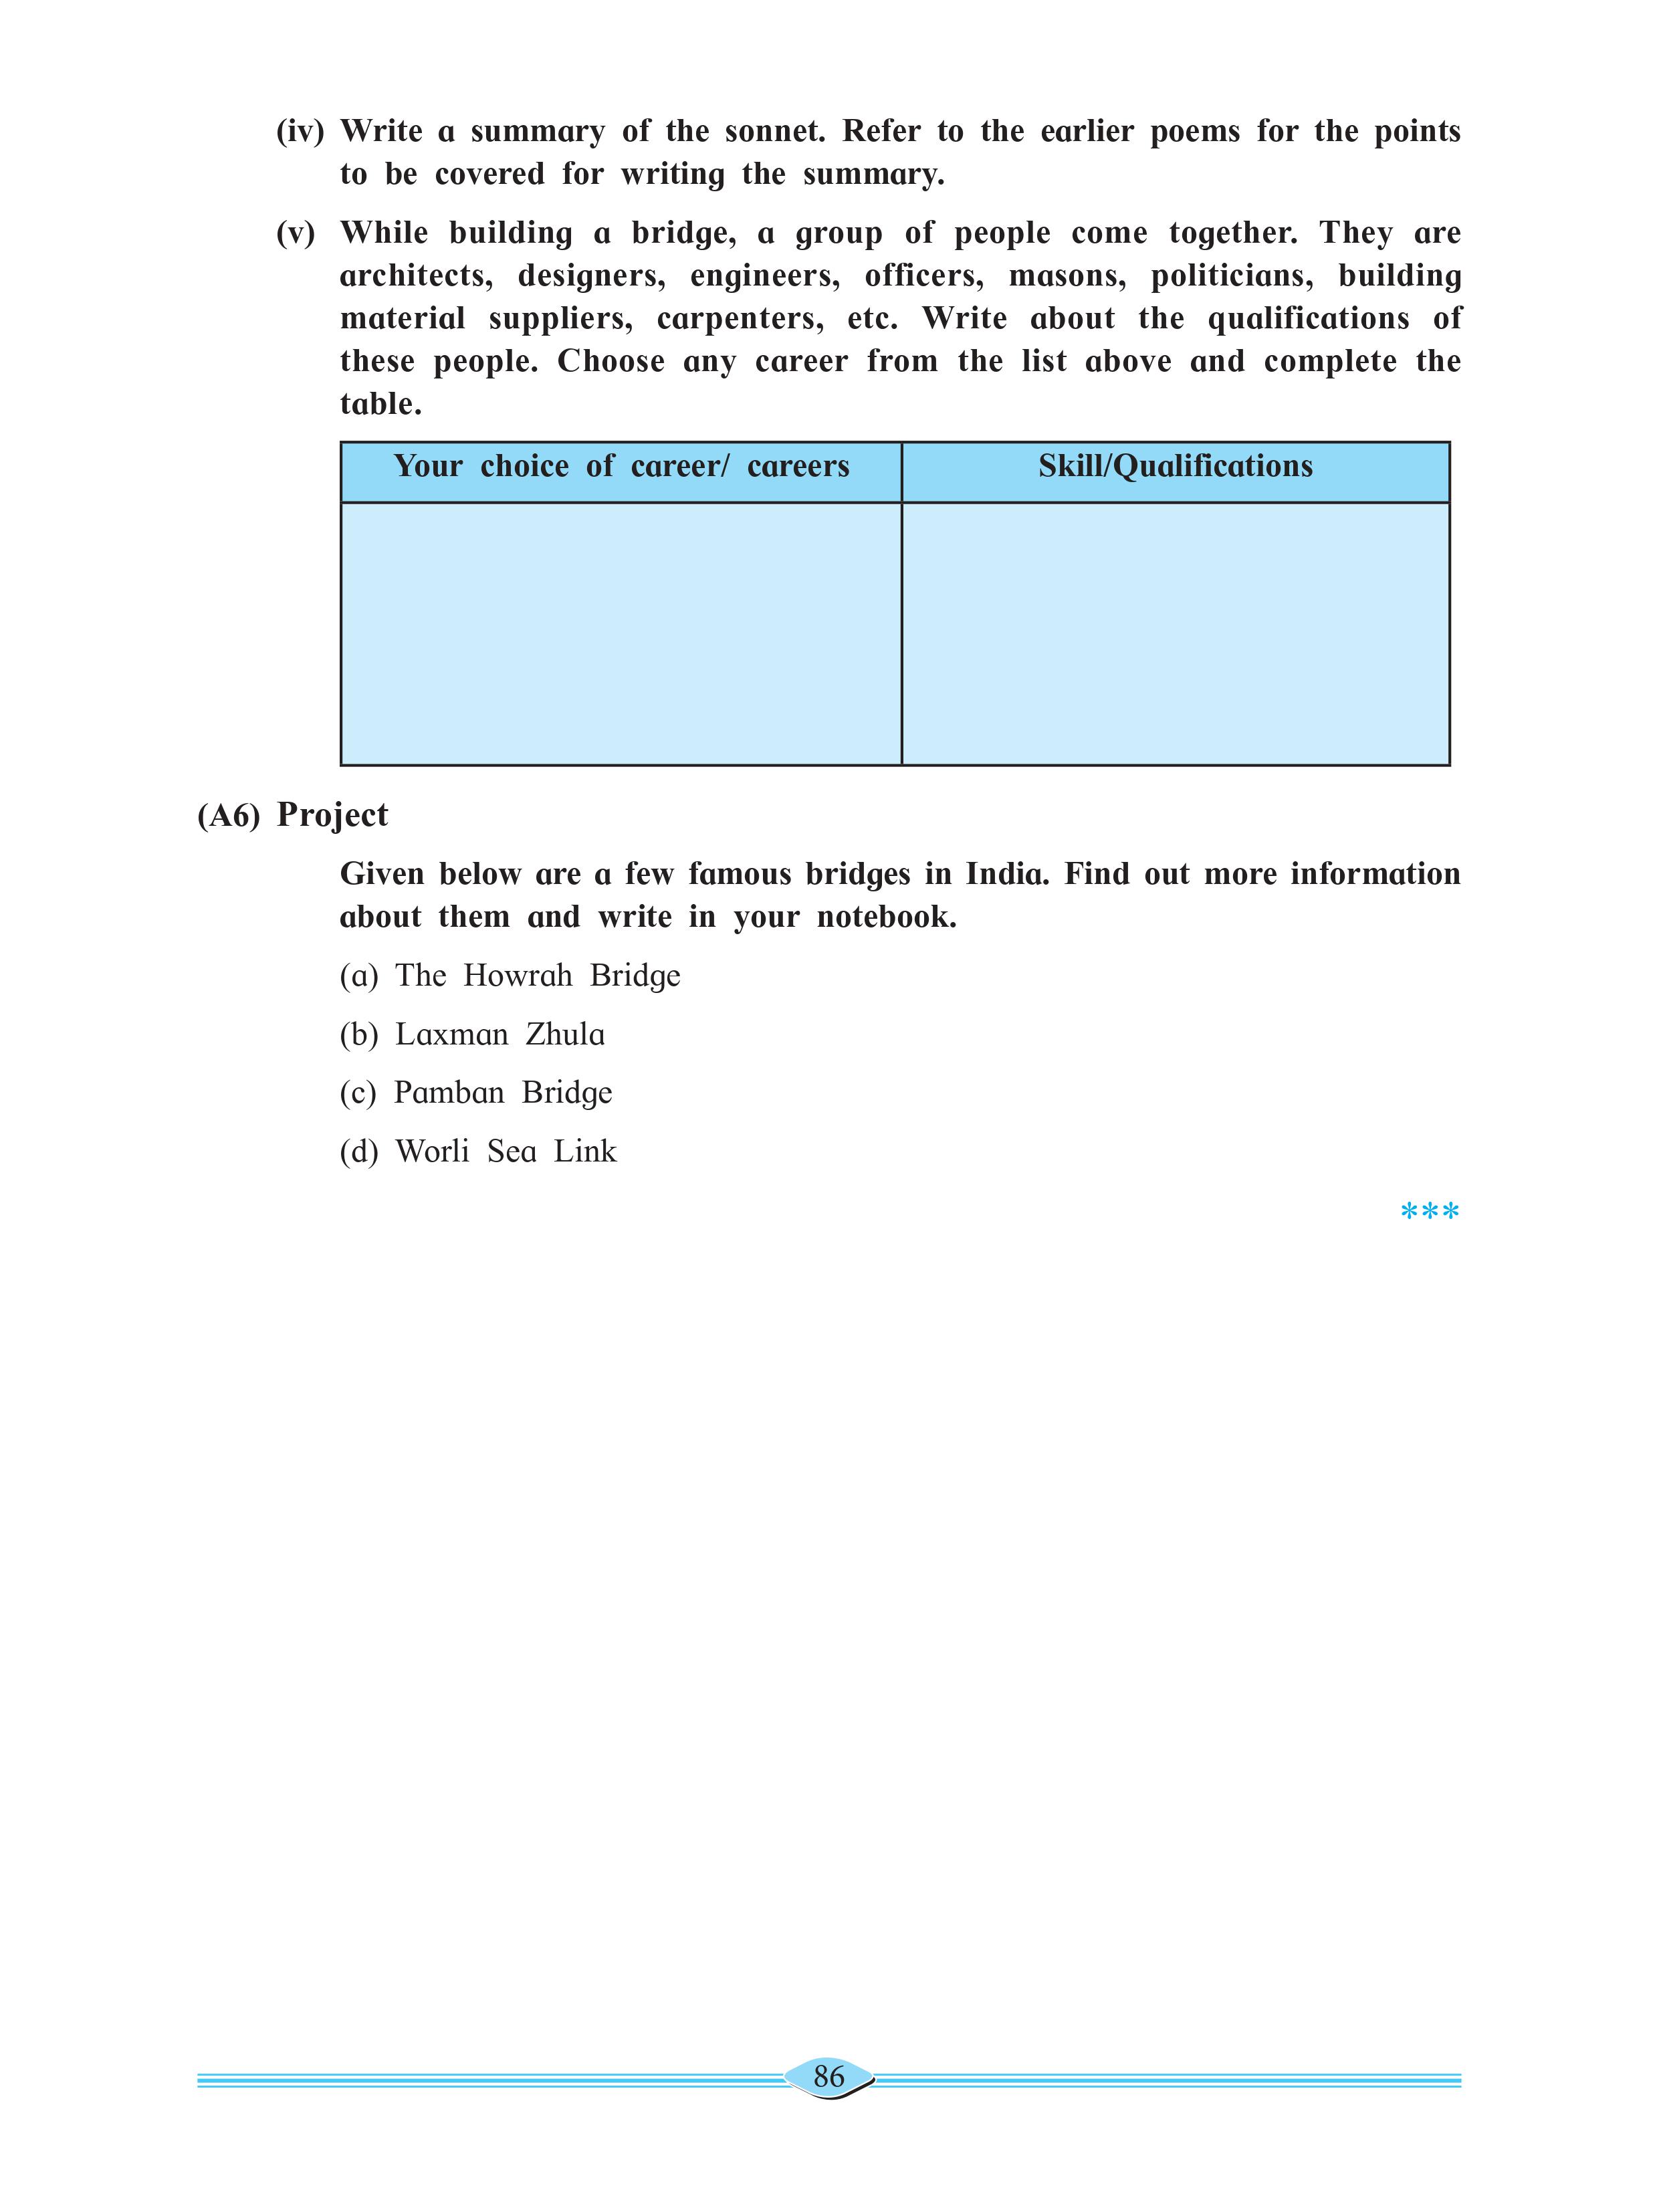 (iv) Write a summary of the sonnet. Refer to the earlier poems for the points
to be covered for writing the summary.
(v) While building a bridge, a group of people come together. They are
architects, designers, engineers, officers, masons, politicians, building
material suppliers, carpenters, etc. Write about the qualifications of
these people. Choose any career from the list above and complete the
table.
Your choice of career/ careers Skill/Qualifications
(A6) Project
Given below are a few famous bridges in India. Find out more information
about them and write in your notebook.
(a) The Howrah Bridge
(b) Laxman Zhula
(c) Pamban Bridge
(d) Worli Sea Link
***
86